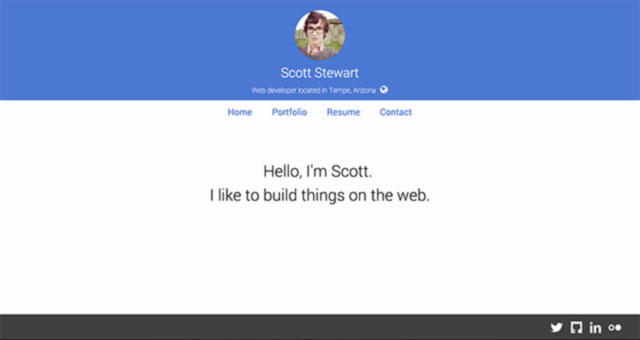 Scott Stewart
Web developer located in Tempe, Arizona
Home Portfolio Resume Contact
Hello, I'm Scott.
I like to build things on the web.
in